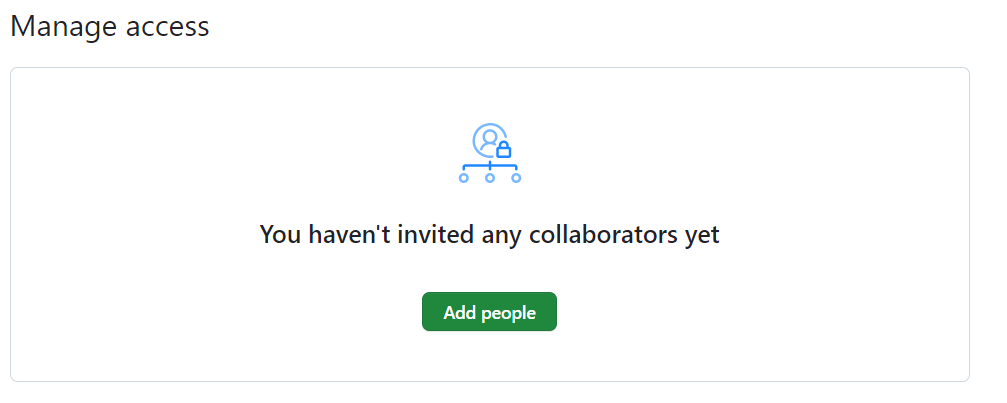 Manage access
You haven't invited any collaborators yet
Add people